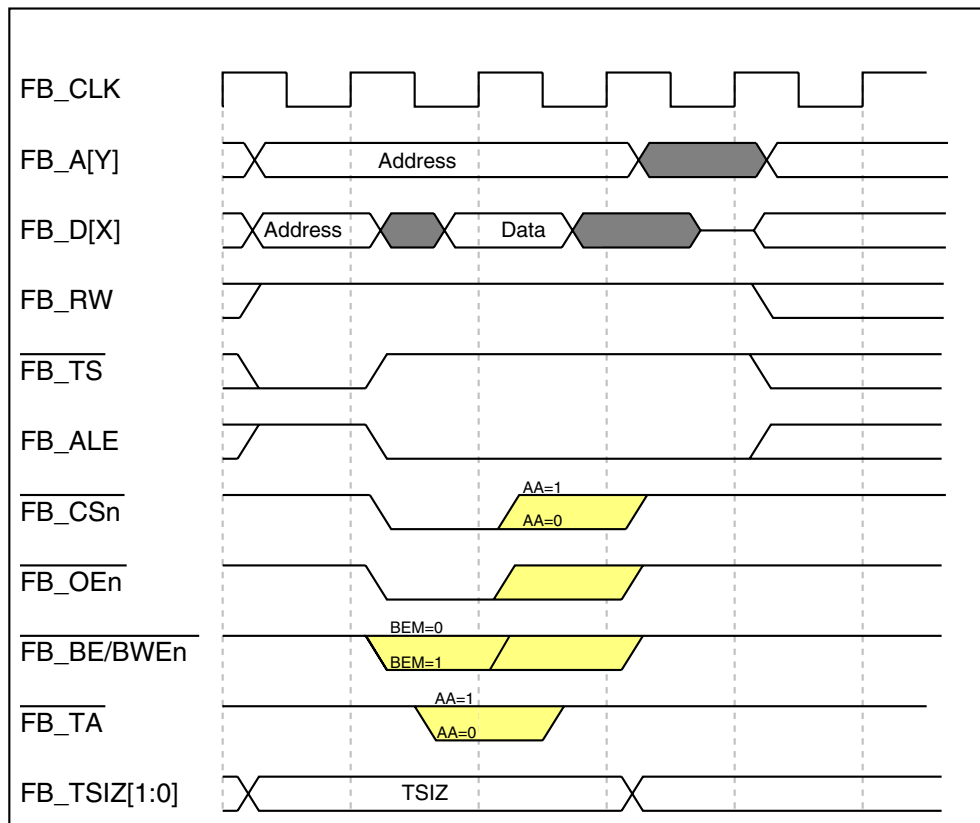 FB_CLK
FB_A[Y]
Address
FB_D[X]
Address
Data
FB_RW
FB_TS
FB_ALE
FB_CSn
AA=1
AA=0
FB_OEn
FB_BE/BWEn
BEM=0
BEM=1
FB_TA
AA=1
AA=0
FB_TSIZ[1:0]
TSIZ